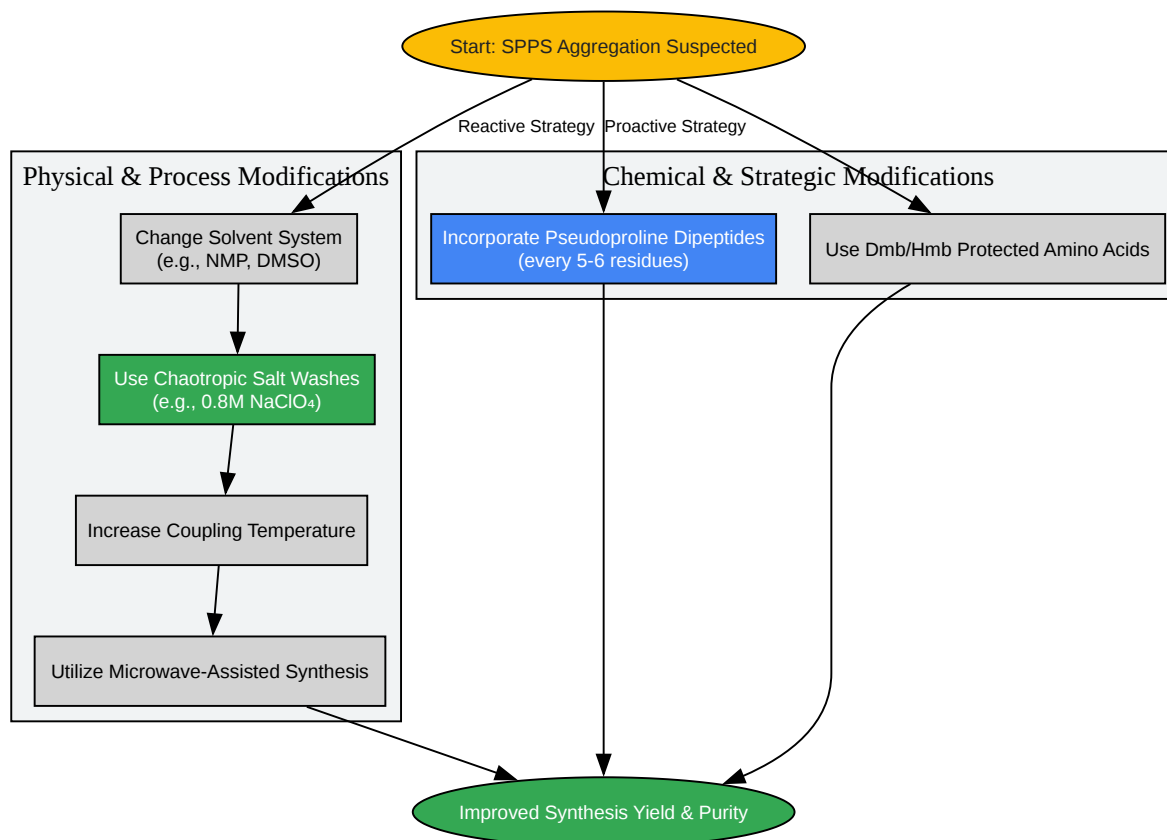 Start: SPPS Aggregation Suspected
Reactive Strategy
Proactive Strategy
Physical & Process Modifications
Chemical & Strategic Modifications
Change Solvent System
(e.g., NMP, DMSO)
Incorporate Pseudoproline Dipeptides
(every 5-6 residues)
Use Dmb/Hmb Protected Amino Acids
Use Chaotropic Salt Washes
(e.g., 0.8M NaClO₄)
Increase Coupling Temperature
Utilize Microwave-Assisted Synthesis
Improved Synthesis Yield & Purity